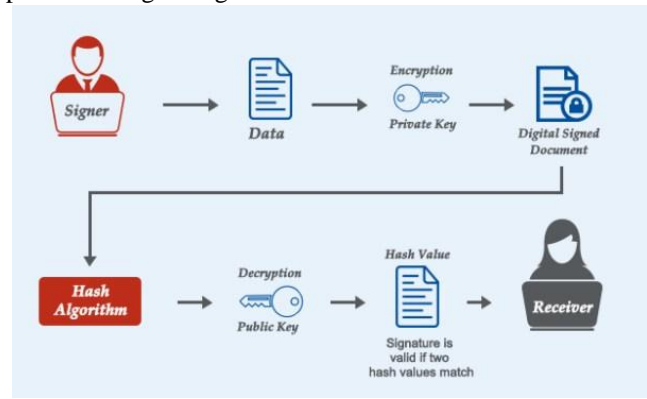 Signer
Data
Encryption
Private Key
Digital Signed
Document
Hash
Algorithm
Decryption
Public Key
Hash Value
Signature is
valid if two
hash values match
Receiver